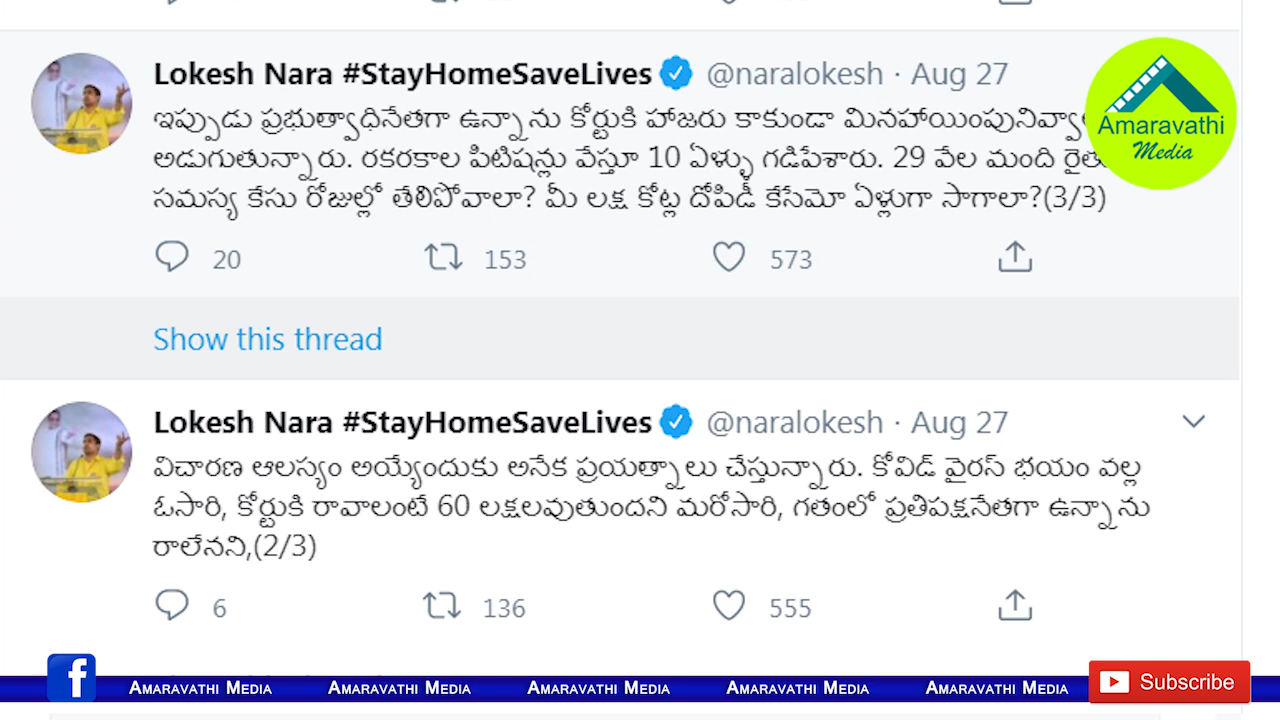 Lokesh Nara #StayHomeSaveLives @naralokesh · Aug 27
ఇప్పుడు ప్రభుత్వాధినేతగా ఉన్నాను కోర్టుకి హాజరు కాకుండా
అడుగుతున్నారు. రకరకాల పిటిషన్లు వేస్తూ 10 ఏళ్ళు గడిపేశారు. 29 వేల మంది
సమస్య కేసు రోజుల్లో తేలిపోవాలా? మీ లక్ష కోట్ల దోపిడీ కేసేమో ఏళ్లుగా సాగాలా?(3/3)
Amaravathi
Media
20 153 573
Show this thread
Lokesh Nara #StayHomeSaveLives @naralokesh · Aug 27
విచారణ ఆలస్యం అయ్యేందుకు అనేక ప్రయత్నాలు చేస్తున్నారు. కోవిడ్ వైరస్ భయం వల్ల
ఓసారి, కోర్టుకి రావాలంటే 60 లక్షలవుతుందని మరోసారి, గతంలో ప్రతిపక్షనేతగా ఉన్నాను
రాలేనని,(2/3)
6 136 555
f Amaravathi Media Amaravathi Media Amaravathi Media Amaravathi Media Amaravathi Media Subscribe